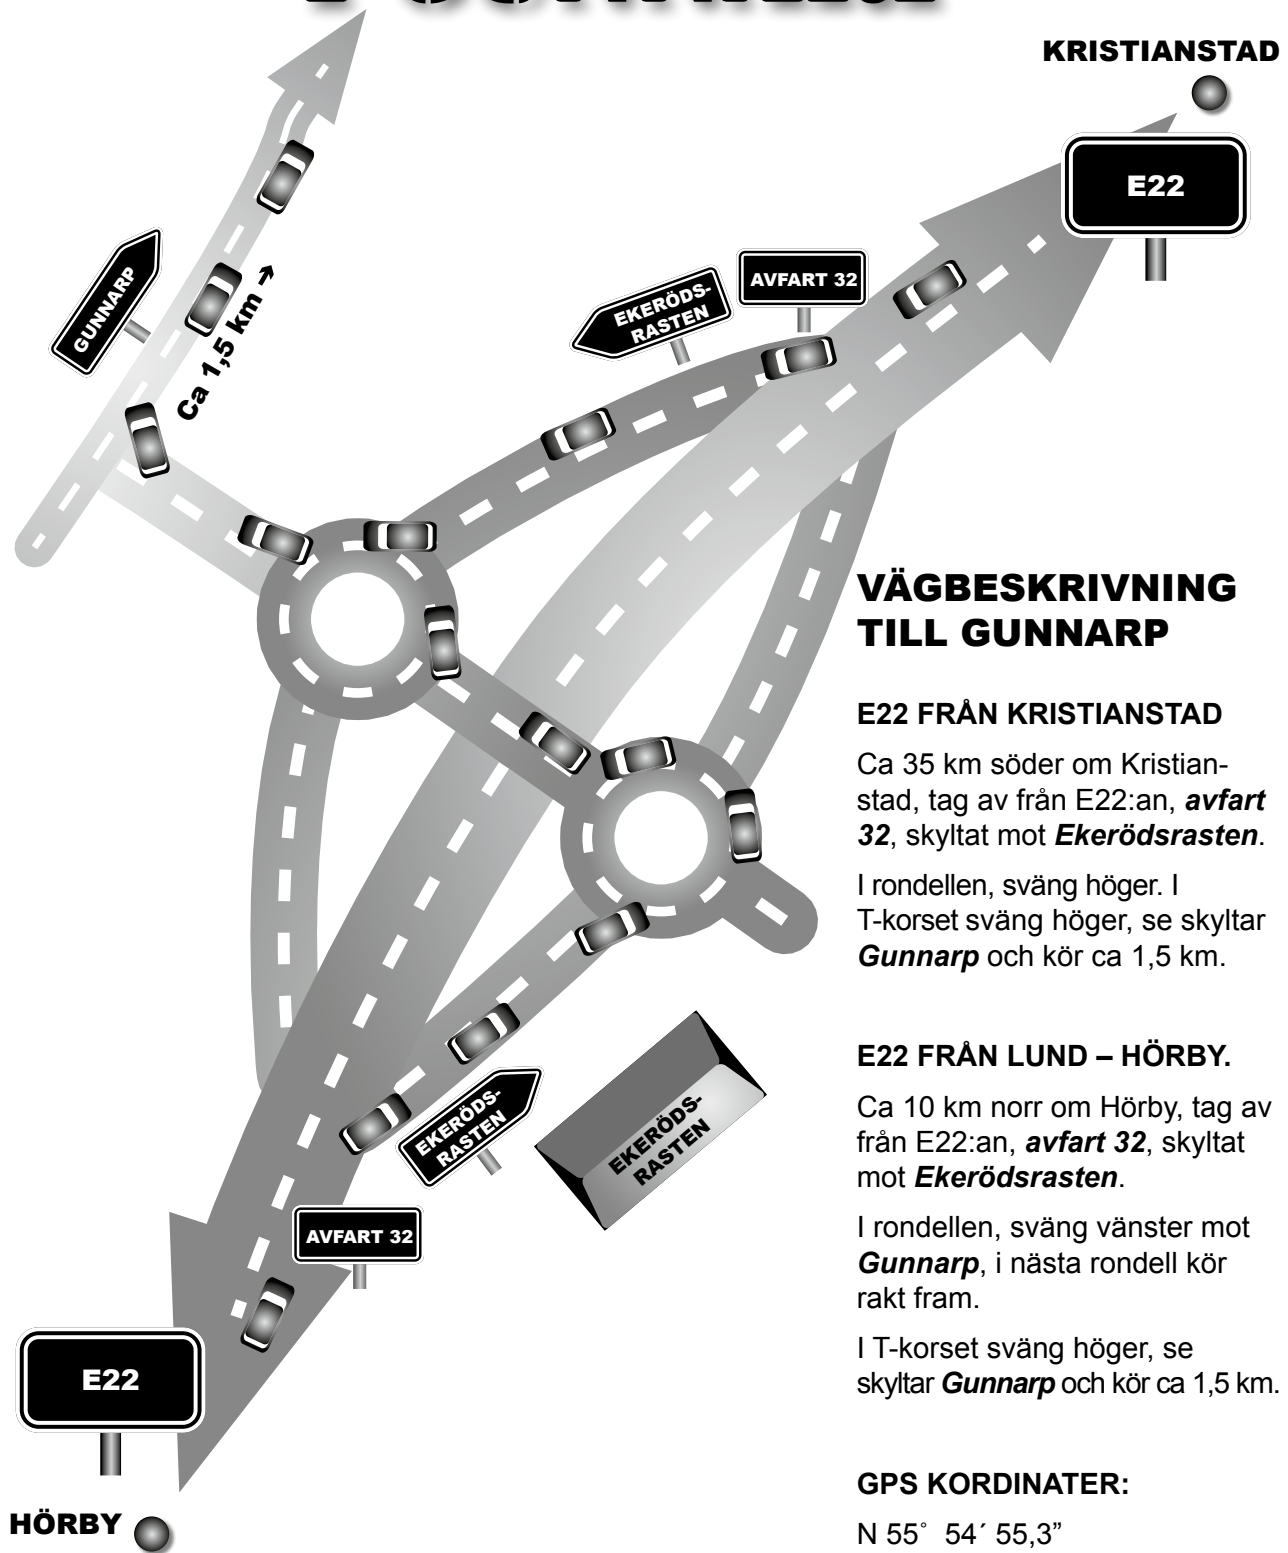 KRISTIANSTAD
E22
GUNNARP
Ca 1,5 km →
EKERÖDS-
RASTEN
AVFART 32
VÄGBESKRIVNING
TILL GUNNARP
E22 FRÅN KRISTIANSTAD
Ca 35 km söder om Kristian-
stad, tag av från E22:an, avfart
32, skyltat mot Ekerödsrasten.
I rondellen, sväng höger. I
T-korset sväng höger, se skyltar
Gunnarp och kör ca 1,5 km.
E22 FRÅN LUND – HÖRBY.
Ca 10 km norr om Hörby, tag av
från E22:an, avfart 32, skyltat
mot Ekerödsrasten.
I rondellen, sväng vänster mot
Gunnarp, i nästa rondell kör
rakt fram.
I T-korset sväng höger, se
skyltar Gunnarp och kör ca 1,5 km.
EKERÖDS-
RASTEN
EKERÖDS-
RASTEN
AVFART 32
E22
HÖRBY
GPS KORDINATER:
N 55° 54´ 55,3”